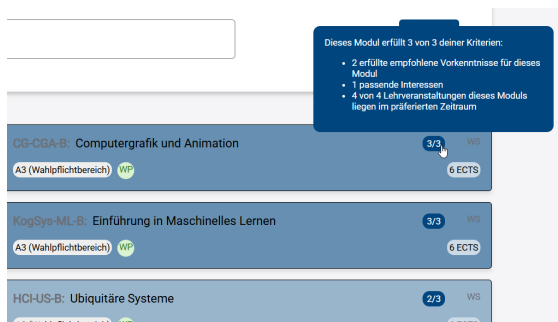 Dieses Modul erfüllt 3 von 3 deiner Kriterien:
• 2 erfüllte empfohlene Vorkenntnisse für dieses
Modul
• 1 passende Interessen
• 4 von 4 Lehrveranstaltungen dieses Moduls
liegen im präferierten Zeitraum
CG-CGA-B: Computergrafik und Animation 3/3 WS
A3 (Wahlpflichtbereich) WP 6 ECTS
KogSys-ML-B: Einführung in Maschinelles Lernen 3/3 WS
A3 (Wahlpflichtbereich) WP 6 ECTS
HCI-US-B: Ubiquitäre Systeme 2/3 WS